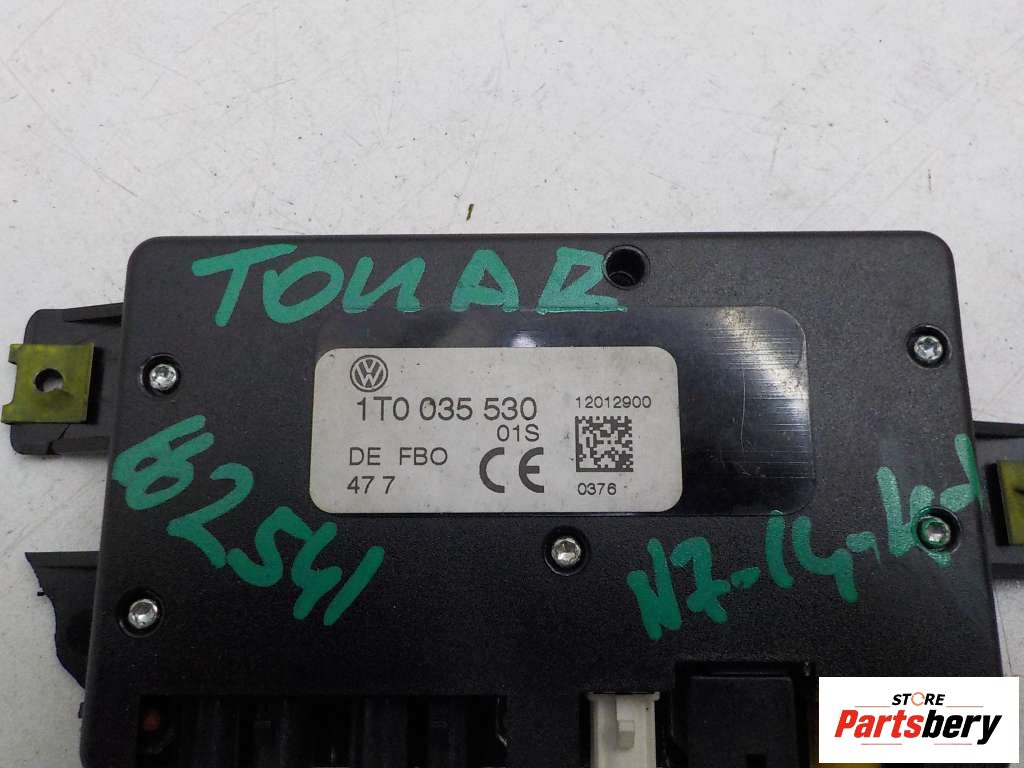 TOUAR
1T0 035 530
12012900
01S
DE FBO
CE
47 7
0376
82541
STORE
Partsbery